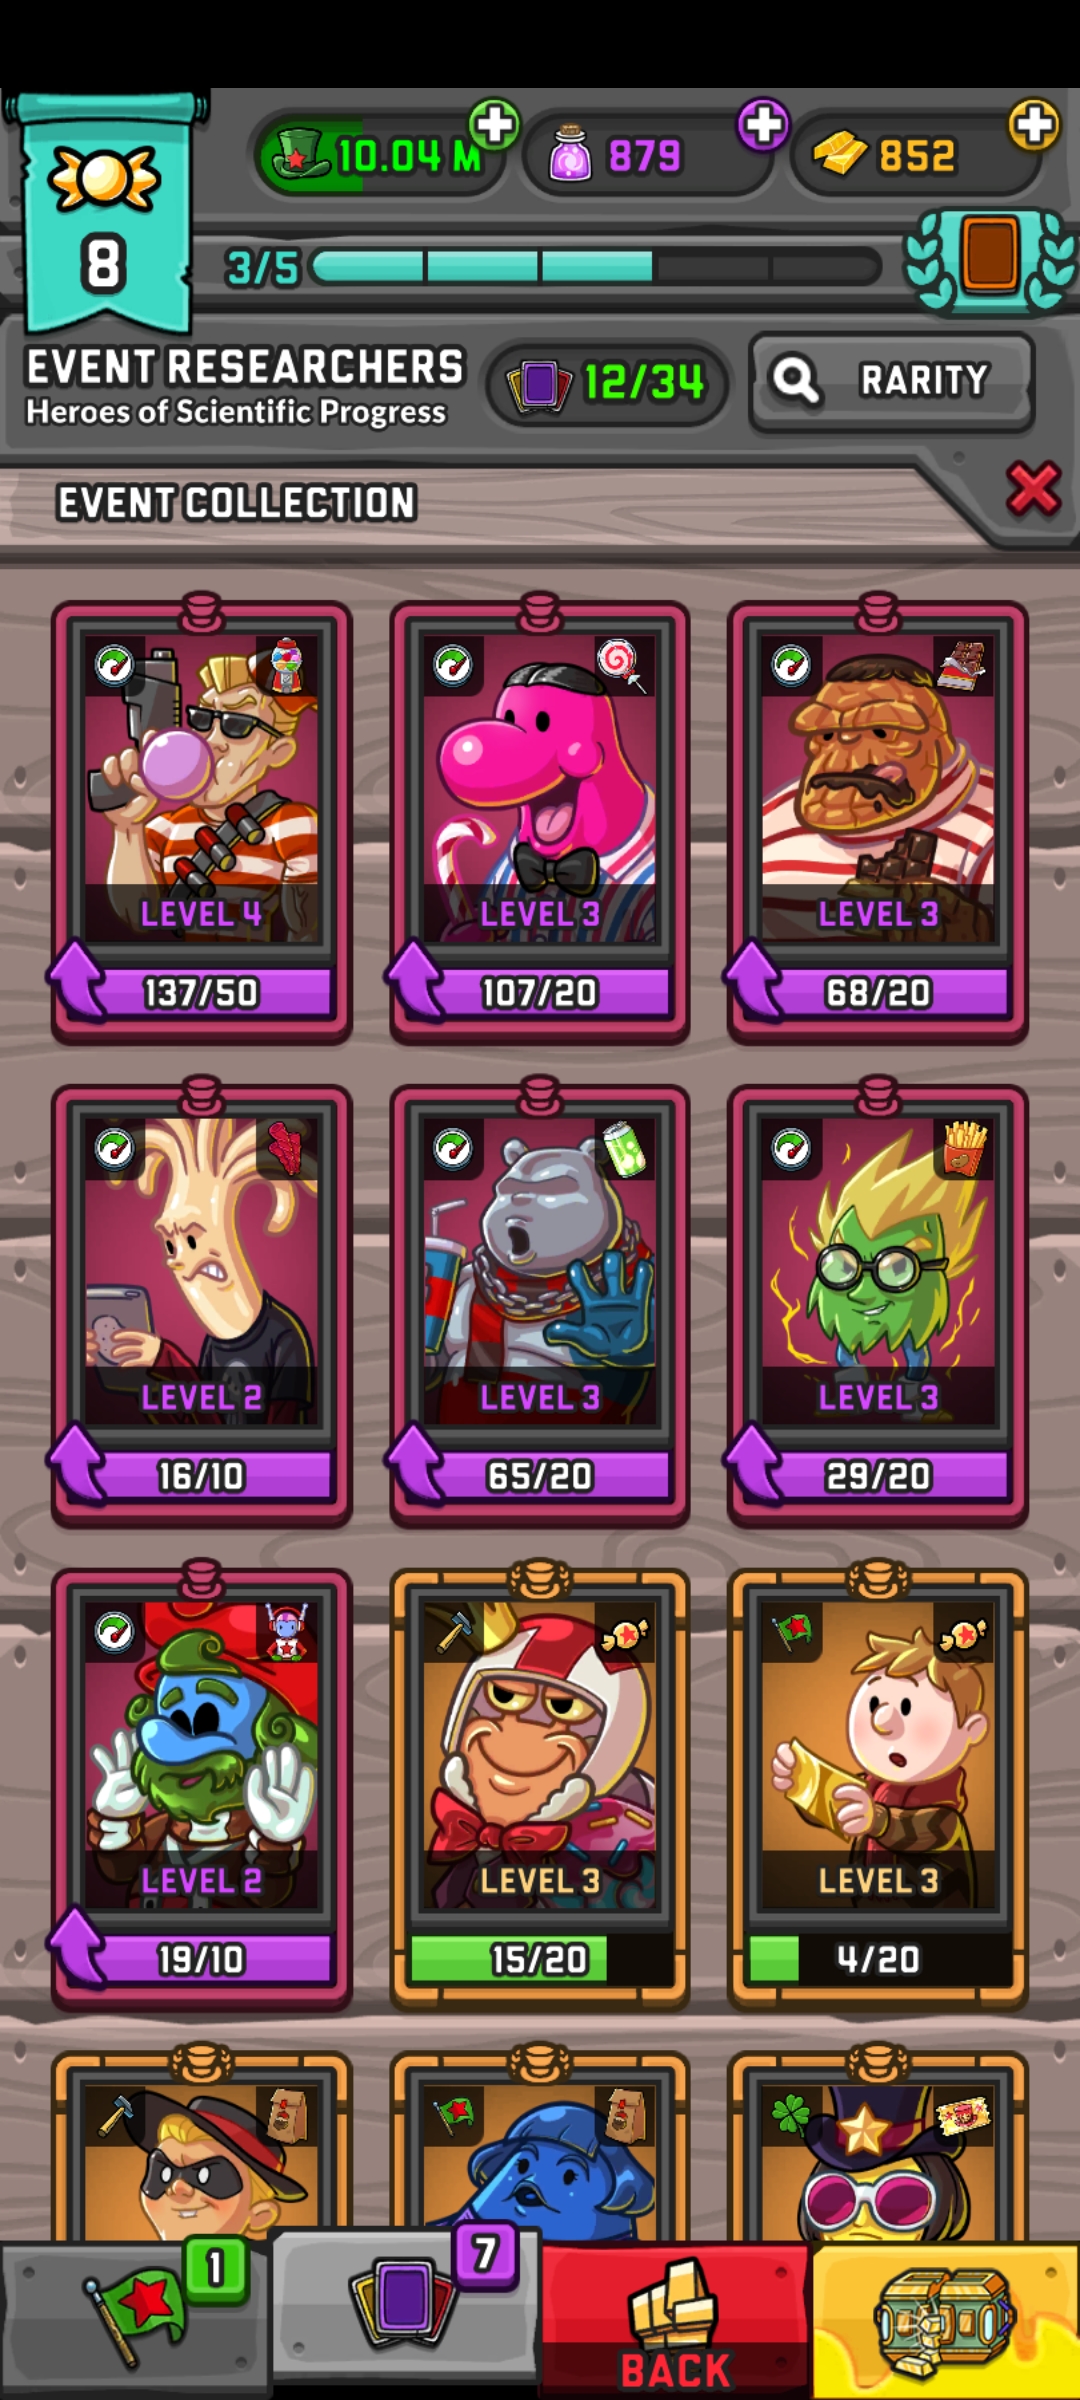 10.04 M
879
852
8
3/5
EVENT RESEARCHERS
Heroes of Scientific Progress
12/34
RARITY
EVENT COLLECTION
LEVEL 4
LEVEL 3
LEVEL 3
137/50
107/20
68/20
LEVEL 2
LEVEL 3
LEVEL 3
16/10
65/20
29/20
LEVEL 2
LEVEL 3
LEVEL 3
19/10
15/20
4/20
1
7
BACK